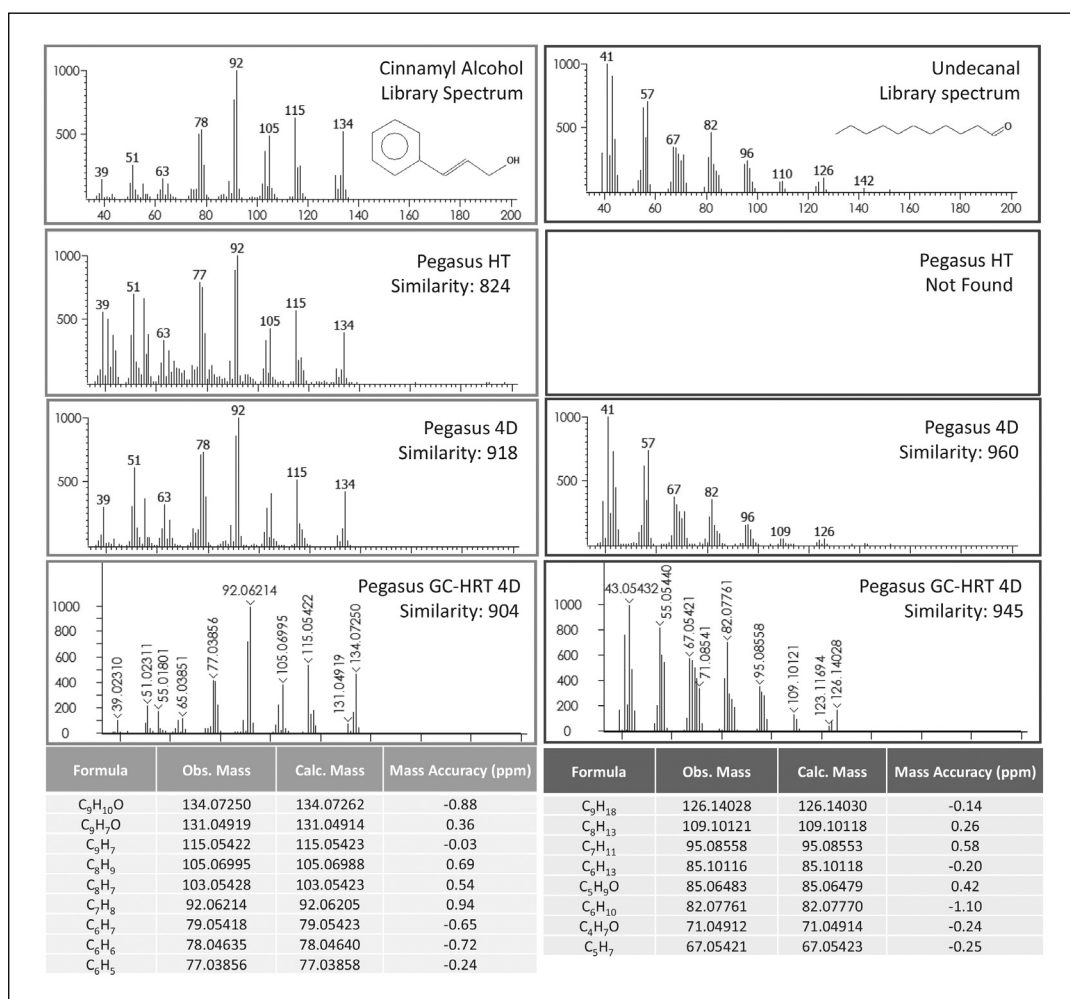 Cinnamyl Alcohol
Library Spectrum
1000
500
39
51
63
78
92
105
115
134
OH
40 60 80 100 120 140 160 180 200
Undecanal
Library spectrum
1000
500
41
57
67
82
96
110
126
142
O
40 60 80 100 120 140 160 180 200
Pegasus HT
Similarity: 824
1000
500
39
51
63
77
92
105
115
134
Pegasus HT
Not Found
Pegasus 4D
Similarity: 918
1000
500
39
51
63
78
92
115
134
Pegasus 4D
Similarity: 960
1000
500
41
57
67
82
96
109
126
Pegasus GC-HRT 4D
Similarity: 904
1000
800
600
400
200
0
39.02310
51.02311
55.01801
65.03851
77.03856
92.06214
105.06995
115.05422
131.04919
134.07250
Pegasus GC-HRT 4D
Similarity: 945
1000
800
600
400
200
0
43.05432
55.05440
67.05421
71.08541
82.07761
95.08558
109.10121
123.11694
126.14028
Formula Obs. Mass Calc. Mass Mass Accuracy (ppm)
C₉H₁₀O 134.07250 134.07262 -0.88
C₉H₇O 131.04919 131.04914 0.36
C₉H₇ 115.05422 115.05423 -0.03
C₈H₉ 105.06995 105.06988 0.69
C₈H₇ 103.05428 103.05423 0.54
C₇H₈ 92.06214 92.06205 0.94
C₆H₇ 79.05418 79.05423 -0.65
C₆H₆ 78.04635 78.04640 -0.72
C₆H₅ 77.03856 77.03858 -0.24
Formula Obs. Mass Calc. Mass Mass Accuracy (ppm)
C₉H₁₈ 126.14028 126.14030 -0.14
C₈H₁₃ 109.10121 109.10118 0.26
C₇H₁₁ 95.08558 95.08553 0.58
C₆H₁₃ 85.10116 85.10118 -0.20
C₅H₉O 85.06483 85.06479 0.42
C₆H₁₀ 82.07761 82.07770 -1.10
C₄H₇O 71.04912 71.04914 -0.24
C₅H₇ 67.05421 67.05423 -0.25